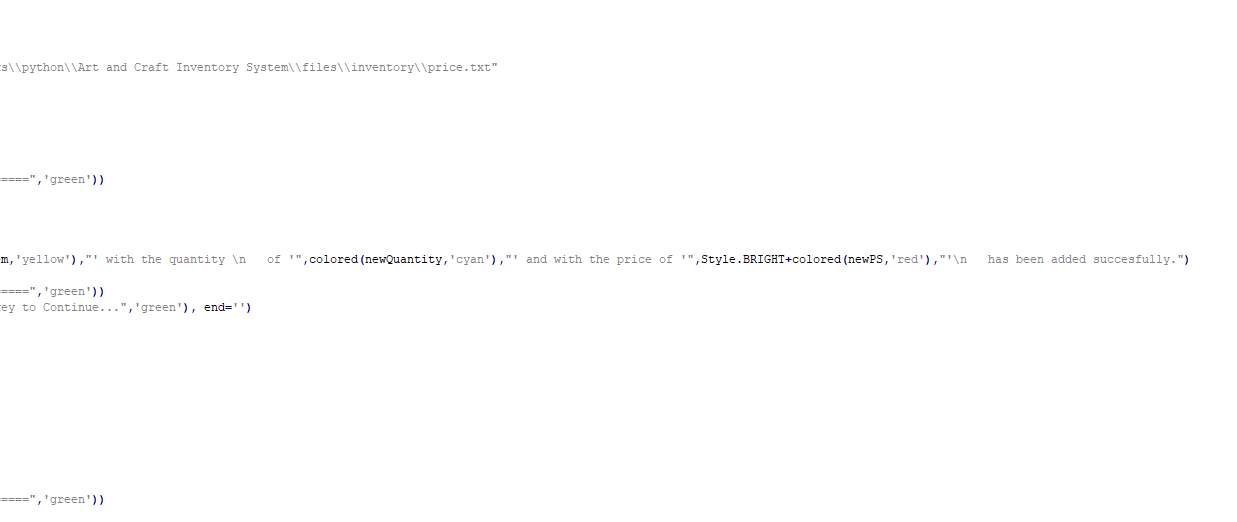 s\\python\\Art and Craft Inventory System\\files\\inventory\\price.txt"
====",'green'))
m,'yellow'),"' with the quantity \n   of '",colored(newQuantity,'cyan'),"' and with the price of '",Style.BRIGHT+colored(newPS,'red'),"'\n   has been added succesfully.")
====",'green'))
ey to Continue...",'green'), end='')
====",'green'))